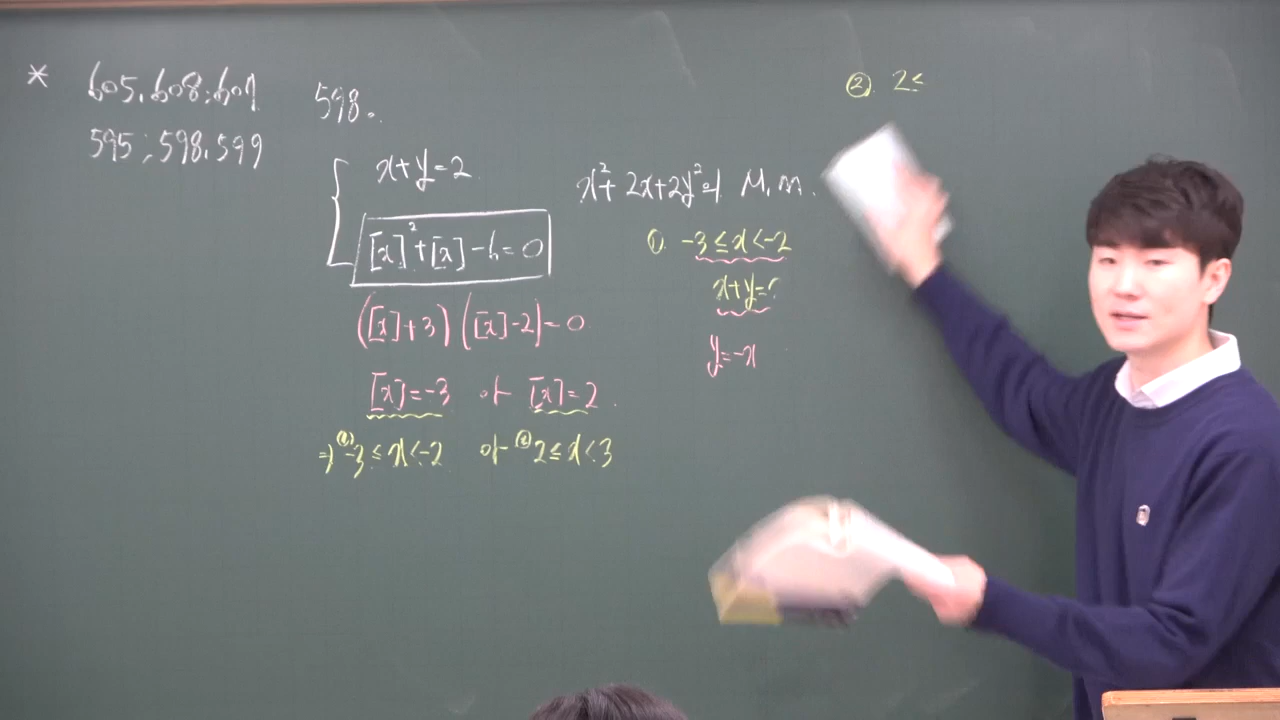 * 605, 608, 609
595, 598, 599
598.
x+y=2
[x]²+[x]-6=0
([x]+3)([x]-2)=0
[x]=-3 or [x]=2.
⇒ ① -3≤x<-2 or ② 2≤x<3
x²+2x+2y²의 M, m.
①. -3≤x<-2
x+y=
y=-x
②. 2≤